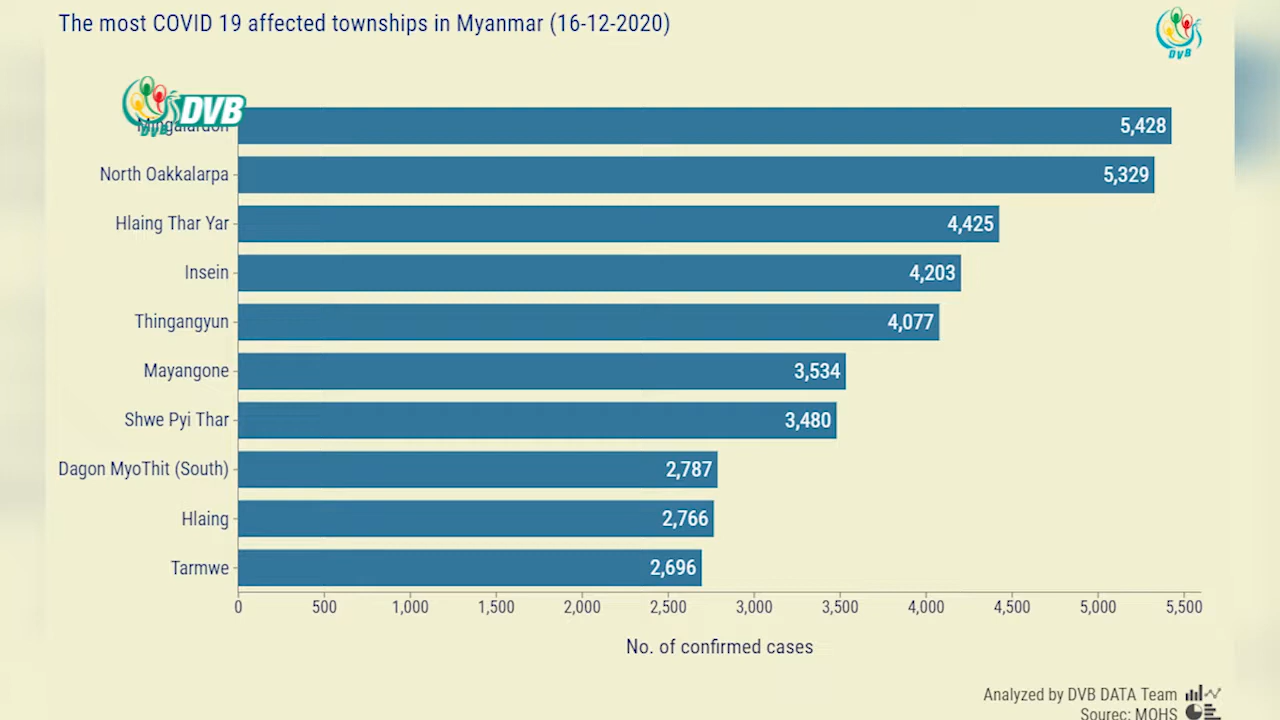 The most COVID 19 affected townships in Myanmar (16-12-2020)
DVB
DVB
DVB
Mingalardon 5,428
North Oakkalarpa 5,329
Hlaing Thar Yar 4,425
Insein 4,203
Thingangyun 4,077
Mayangone 3,534
Shwe Pyi Thar 3,480
Dagon MyoThit (South) 2,787
Hlaing 2,766
Tarmwe 2,696
0 500 1,000 1,500 2,000 2,500 3,000 3,500 4,000 4,500 5,000 5,500
No. of confirmed cases
Analyzed by DVB DATA Team
Sourec: MOHS